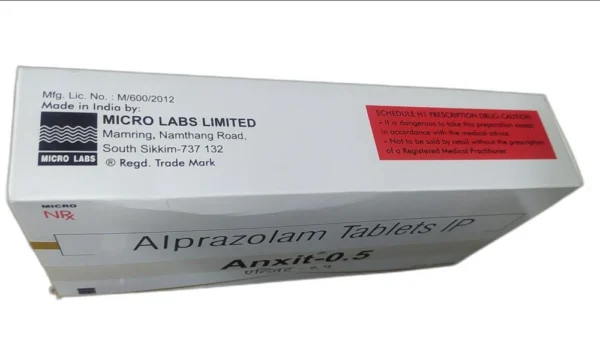 Mfg. Lic. No. : M/600/2012
Made in India by:
MICRO LABS LIMITED
Mamring, Namthang Road,
South Sikkim-737 132
® Regd. Trade Mark
MICRO LABS
SCHEDULE H1 PRESCRIPTION DRUG-CAUTION
- It is dangerous to take this preparation except
in accordance with the medical advice.
- Not to be sold by retail without the prescription
of a Registered Medical Practitioner.
MICRO
NRx
Alprazolam Tablets IP
Anxit-0.5